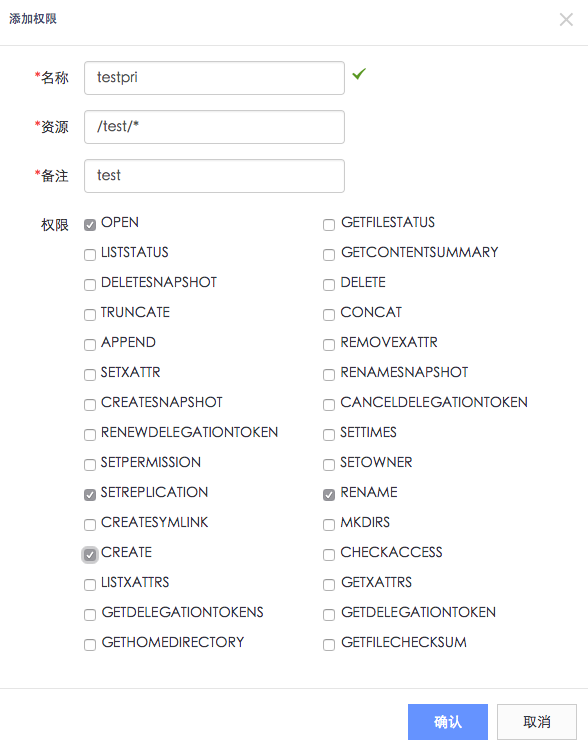 添加权限
*名称 testpri
*资源 /test/*
*备注 test
权限 OPEN GETFILESTATUS
LISTSTATUS GETCONTENTSUMMARY
DELETESNAPSHOT DELETE
TRUNCATE CONCAT
APPEND REMOVEXATTR
SETXATTR RENAMESNAPSHOT
CREATESNAPSHOT CANCELDELEGATIONTOKEN
RENEWDELEGATIONTOKEN SETTIMES
SETPERMISSION SETOWNER
SETREPLICATION RENAME
CREATESYMLINK MKDIRS
CREATE CHECKACCESS
LISTXATTRS GETXATTRS
GETDELEGATIONTOKENS GETDELEGATIONTOKEN
GETHOMEDIRECTORY GETFILECHECKSUM
确认 取消